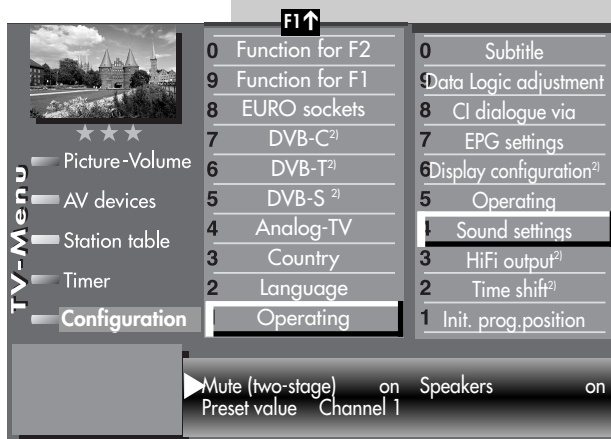 F1↑
TV-Menu
Picture-Volume
AV devices
Station table
Timer
Configuration
0 Function for F2
9 Function for F1
8 EURO sockets
7 DVB-C²⁾
6 DVB-T²⁾
5 DVB-S ²⁾
4 Analog-TV
3 Country
2 Language
Operating
0 Subtitle
9 Data Logic adjustment
8 CI dialogue via
7 EPG settings
6 Display configuration²⁾
5 Operating
4 Sound settings
3 HiFi output²⁾
2 Time shift²⁾
1 Init. prog.position
Mute (two-stage) on Speakers on
Preset value Channel 1